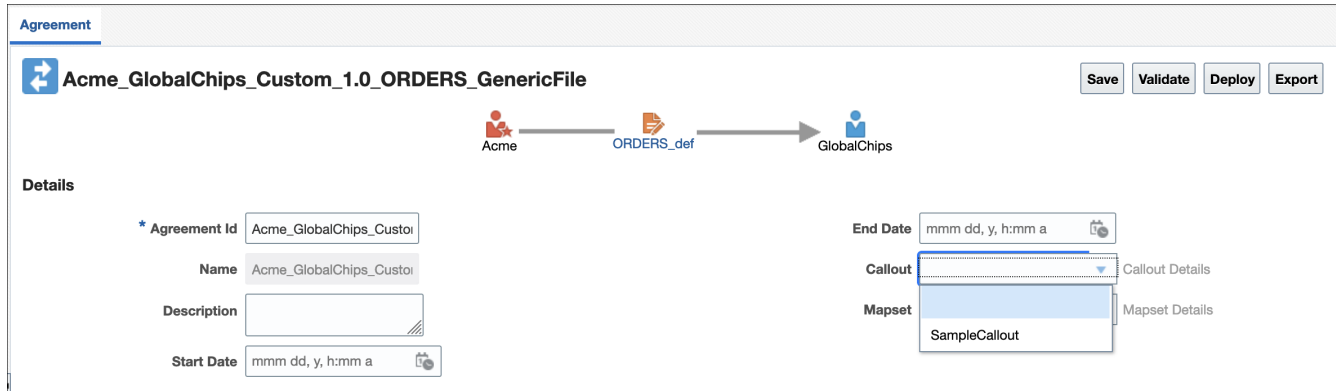 Agreement
Acme_GlobalChips_Custom_1.0_ORDERS_GenericFile
Save Validate Deploy Export
Acme ORDERS_def GlobalChips
Details
* Agreement Id Acme_GlobalChips_Custo
End Date mmm dd, y, h:mm a
Name Acme_GlobalChips_Custo
Callout Callout Details
Description
Mapset Mapset Details
SampleCallout
Start Date mmm dd, y, h:mm a